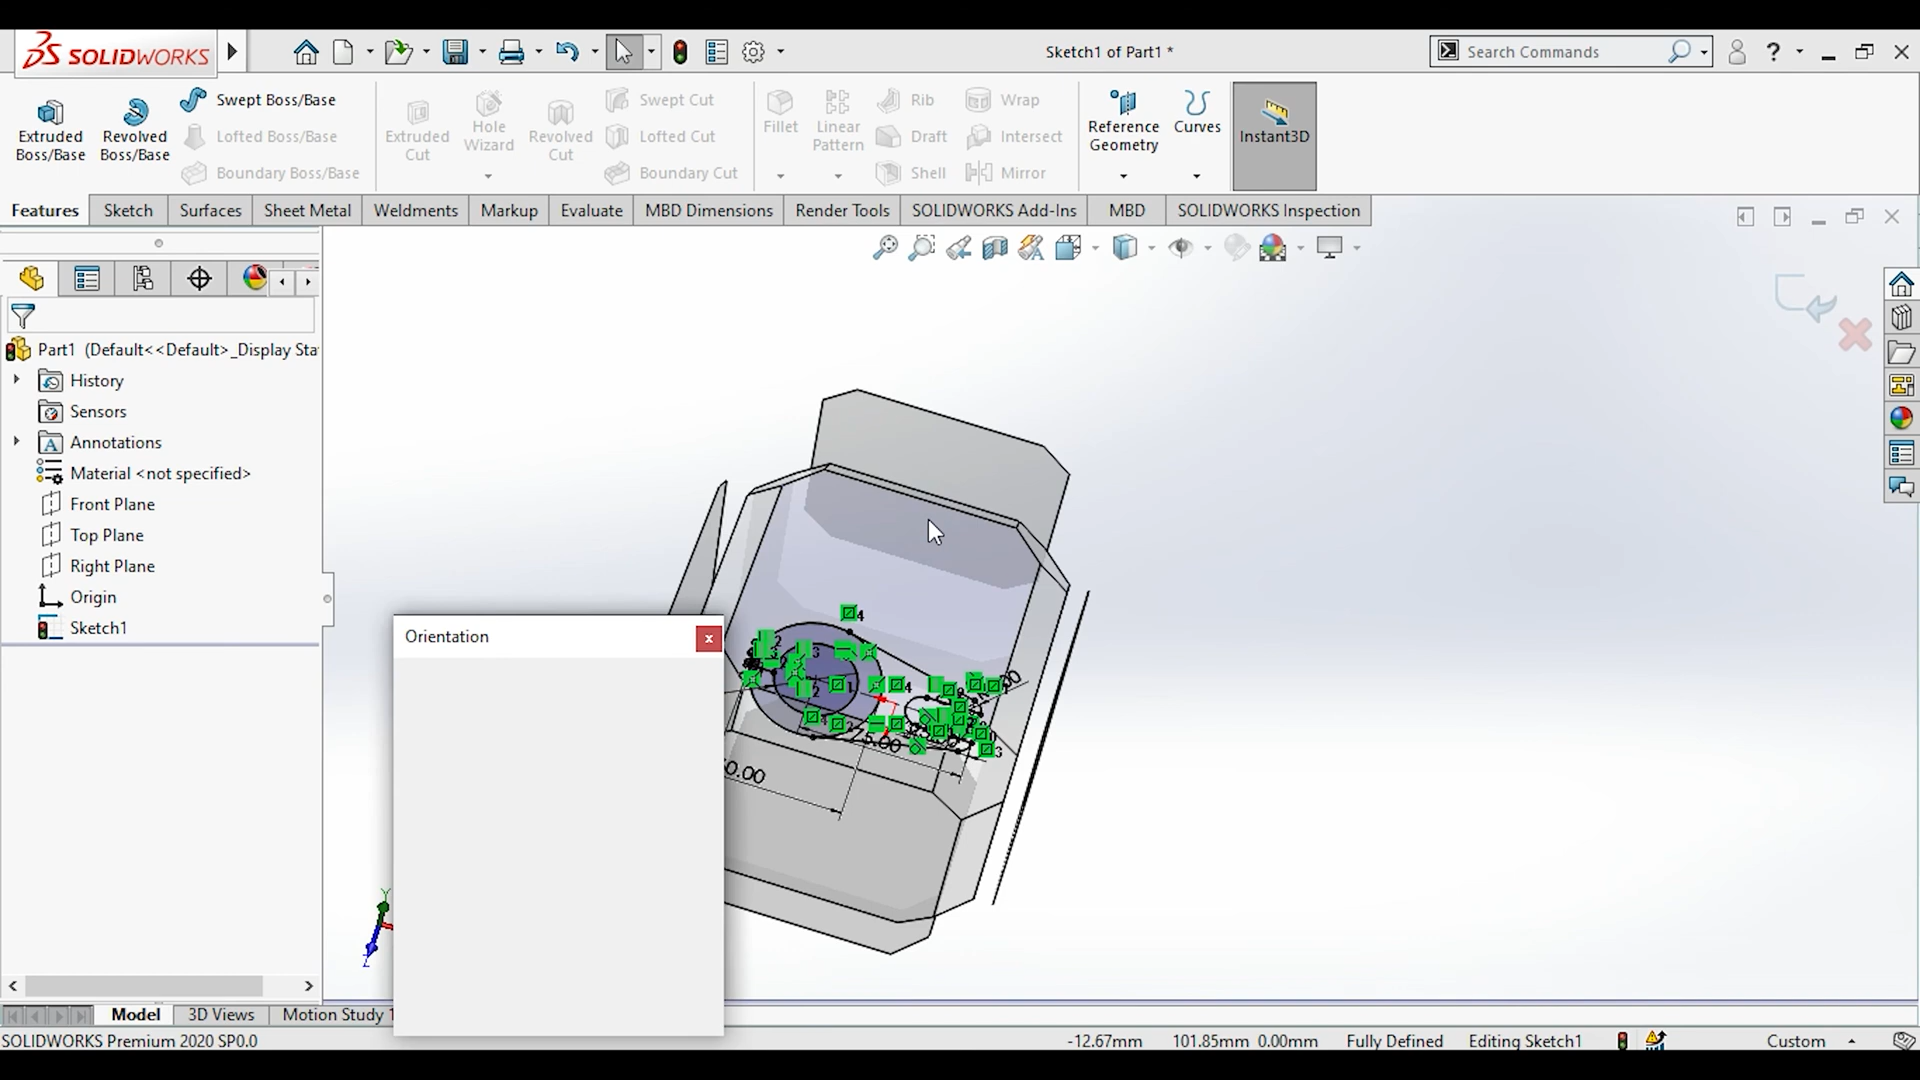 SOLIDWORKS
Sketch1 of Part1 *
Search Commands
?
Extruded Boss/Base
Revolved Boss/Base
Swept Boss/Base
Lofted Boss/Base
Boundary Boss/Base
Extruded Cut
Hole Wizard
Revolved Cut
Swept Cut
Lofted Cut
Boundary Cut
Fillet
Linear Pattern
Rib
Draft
Shell
Wrap
Intersect
Mirror
Reference Geometry
Curves
Instant3D
Features
Sketch
Surfaces
Sheet Metal
Weldments
Markup
Evaluate
MBD Dimensions
Render Tools
SOLIDWORKS Add-Ins
MBD
SOLIDWORKS Inspection
Part1 (Default<<Default>_Display Sta
History
Sensors
Annotations
Material <not specified>
Front Plane
Top Plane
Right Plane
Origin
Sketch1
Orientation
75.00
Y
Z
Model
3D Views
Motion Study 1
SOLIDWORKS Premium 2020 SP0.0
-12.67mm
101.85mm 0.00mm
Fully Defined
Editing Sketch1
Custom